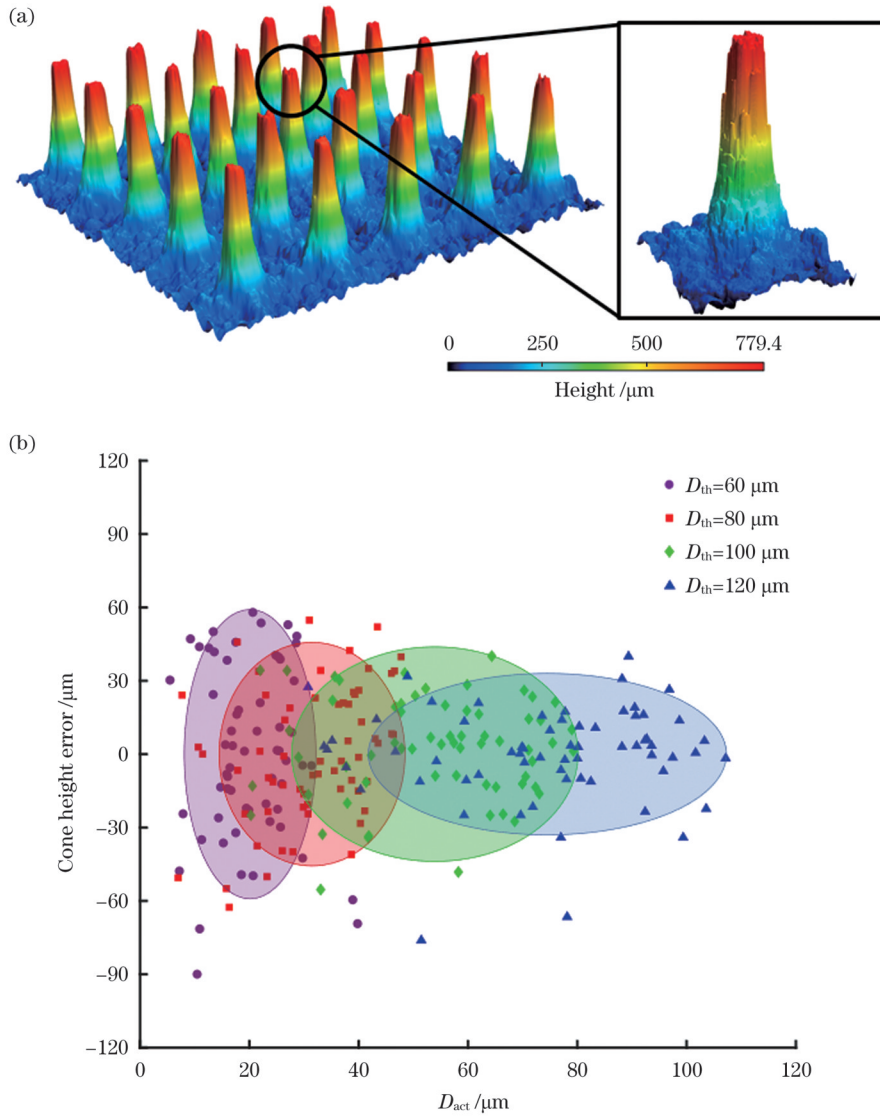 (a)
0 250 500 779.4
Height /μm
(b)
120
90
60
30
0
−30
−60
−90
−120
Cone height error /μm
Dth=60 μm
Dth=80 μm
Dth=100 μm
Dth=120 μm
0 20 40 60 80 100 120
Dact /μm